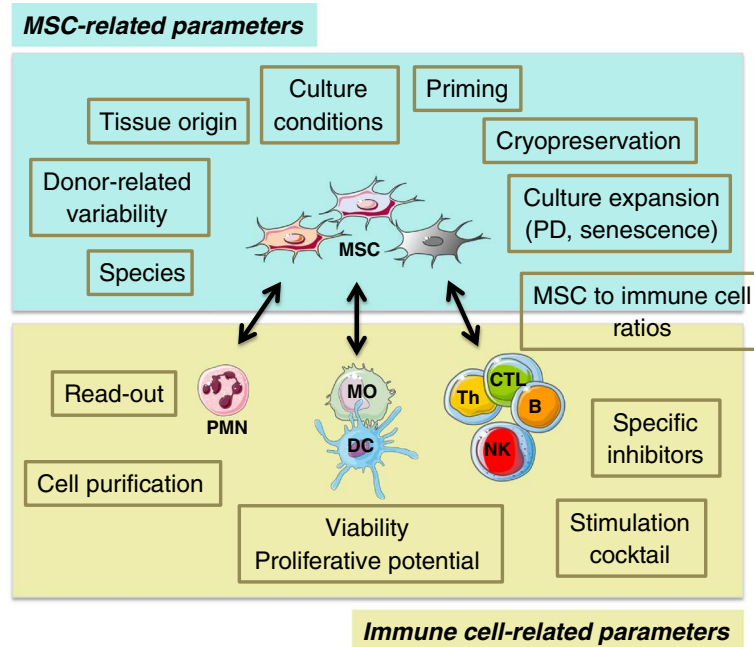 MSC-related parameters
Culture
conditions
Priming
Tissue origin
Cryopreservation
Donor-related
variability
Culture expansion
(PD, senescence)
MSC
Species
MSC to immune cell
ratios
Read-out
PMN
MO
DC
Th
CTL
B
NK
Specific
inhibitors
Cell purification
Viability
Proliferative potential
Stimulation
cocktail
Immune cell-related parameters